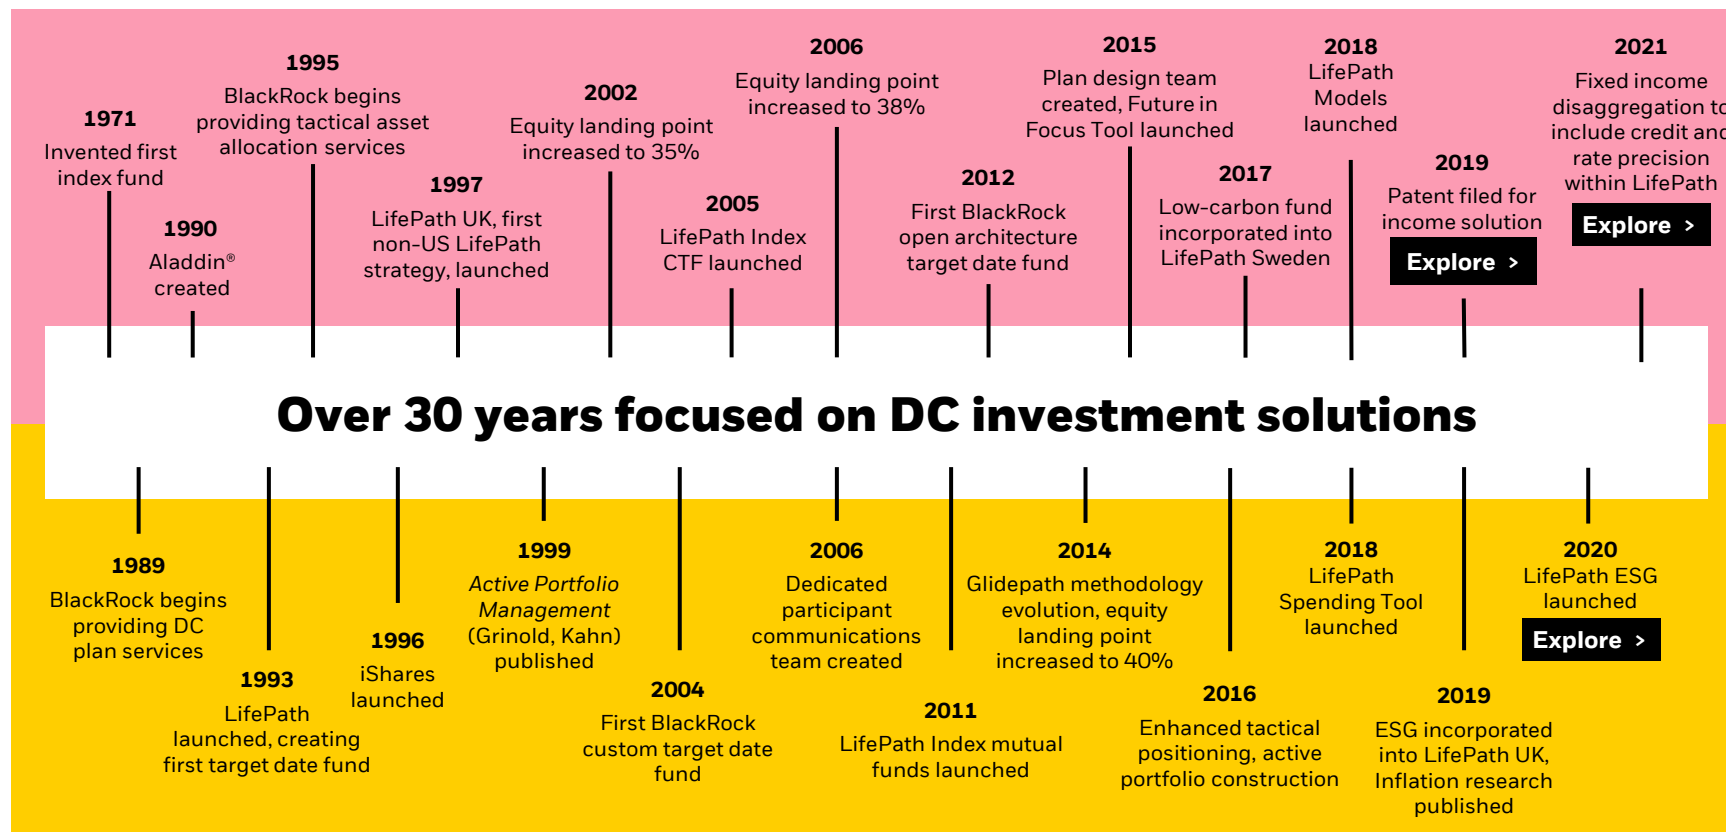 1971
Invented first
index fund
1990
Aladdin®
created
1995
BlackRock begins
providing tactical asset
allocation services
1997
LifePath UK, first
non-US LifePath
strategy, launched
2002
Equity landing point
increased to 35%
2005
LifePath Index
CTF launched
2006
Equity landing point
increased to 38%
2012
First BlackRock
open architecture
target date fund
2015
Plan design team
created, Future in
Focus Tool launched
2017
Low-carbon fund
incorporated into
LifePath Sweden
2018
LifePath
Models
launched
2019
Patent filed for
income solution
Explore >
2021
Fixed income
disaggregation to
include credit and
rate precision
within LifePath
Explore >
Over 30 years focused on DC investment solutions
1989
BlackRock begins
providing DC
plan services
1993
LifePath
launched, creating
first target date fund
1996
iShares
launched
1999
Active Portfolio
Management
(Grinold, Kahn)
published
2004
First BlackRock
custom target date
fund
2006
Dedicated
participant
communications
team created
2011
LifePath Index mutual
funds launched
2014
Glidepath methodology
evolution, equity
landing point
increased to 40%
2016
Enhanced tactical
positioning, active
portfolio construction
2018
LifePath
Spending Tool
launched
2019
ESG incorporated
into LifePath UK,
Inflation research
published
2020
LifePath ESG
launched
Explore >